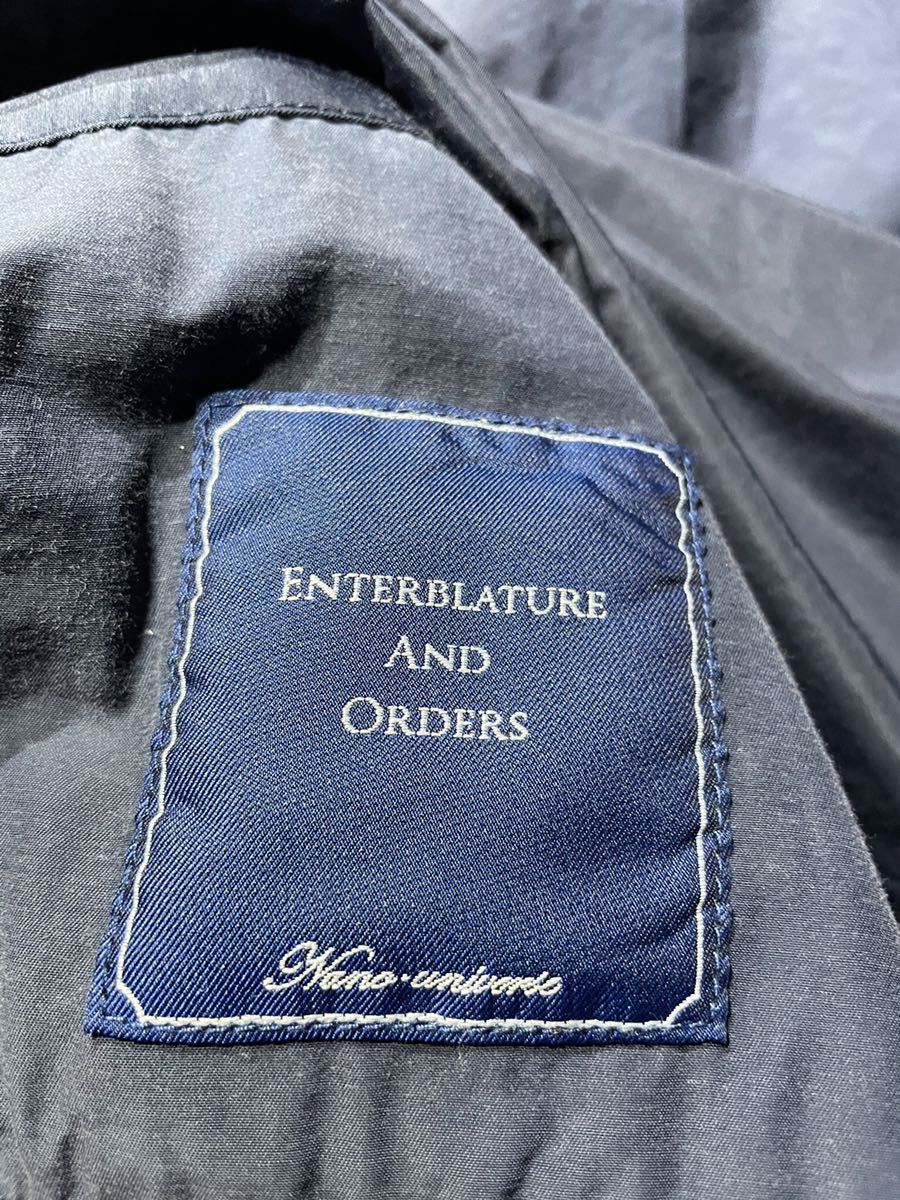 ENTERBLATURE
AND
ORDERS
Nano·universe